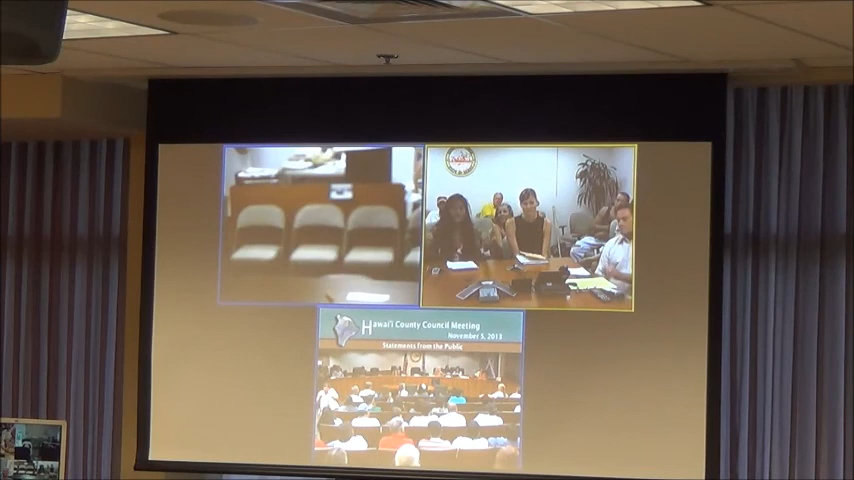 Hawai'i County Council Meeting
November 5, 2013
Statements from the Public